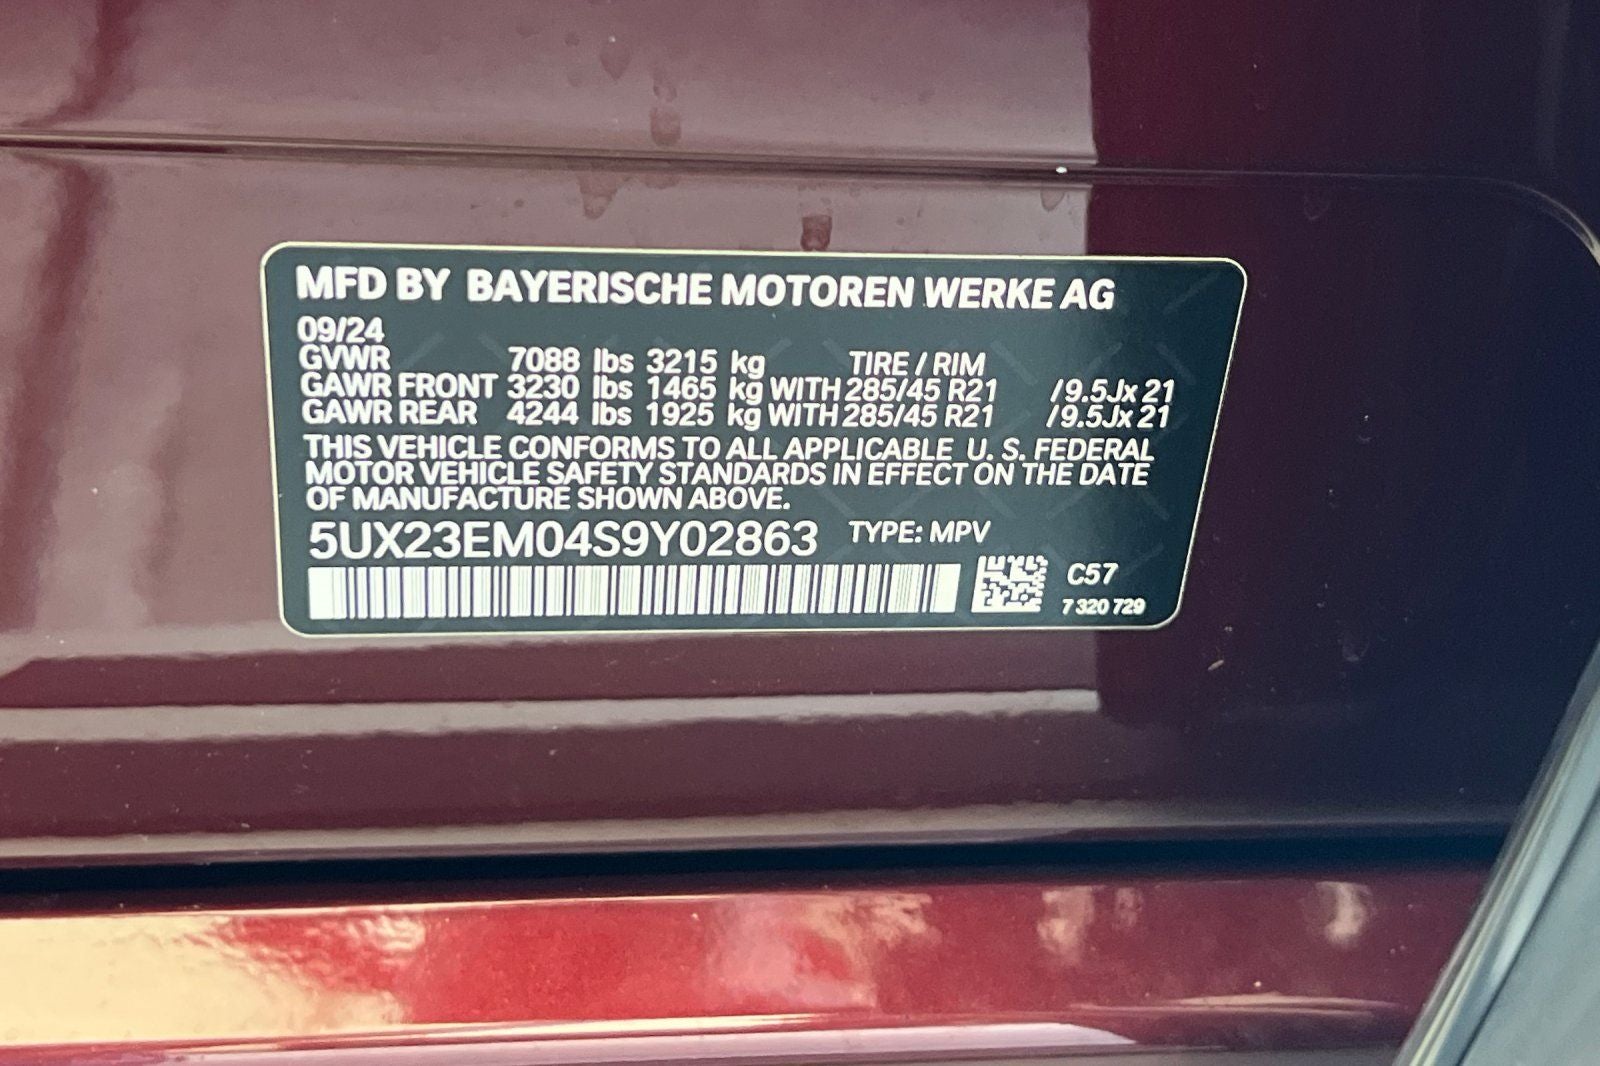 MFD BY BAYERISCHE MOTOREN WERKE AG
09/24
GVWR 7088 lbs 3215 kg TIRE / RIM
GAWR FRONT 3230 lbs 1465 kg WITH 285/45 R21 /9.5Jx 21
GAWR REAR 4244 lbs 1925 kg WITH 285/45 R21 /9.5Jx 21
THIS VEHICLE CONFORMS TO ALL APPLICABLE U. S. FEDERAL
MOTOR VEHICLE SAFETY STANDARDS IN EFFECT ON THE DATE
OF MANUFACTURE SHOWN ABOVE.
5UX23EM04S9Y02863 TYPE: MPV
C57
7 320 729